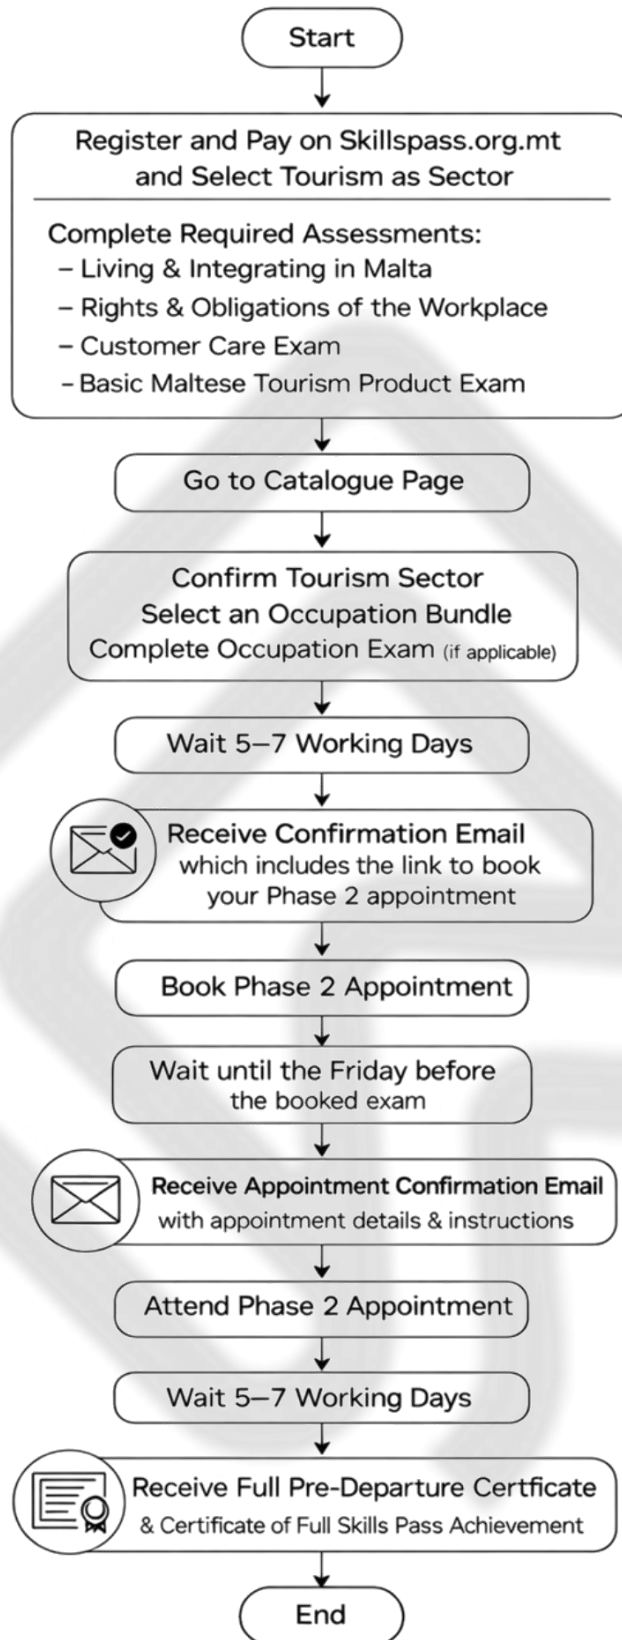 Start
Register and Pay on Skillspass.org.mt
and Select Tourism as Sector
Complete Required Assessments:
– Living & Integrating in Malta
– Rights & Obligations of the Workplace
– Customer Care Exam
– Basic Maltese Tourism Product Exam
Go to Catalogue Page
Confirm Tourism Sector
Select an Occupation Bundle
Complete Occupation Exam (if applicable)
Wait 5–7 Working Days
Receive Confirmation Email
which includes the link to book
your Phase 2 appointment
Book Phase 2 Appointment
Wait until the Friday before
the booked exam
Receive Appointment Confirmation Email
with appointment details & instructions
Attend Phase 2 Appointment
Wait 5–7 Working Days
Receive Full Pre-Departure Certficate
& Certificate of Full Skills Pass Achievement
End